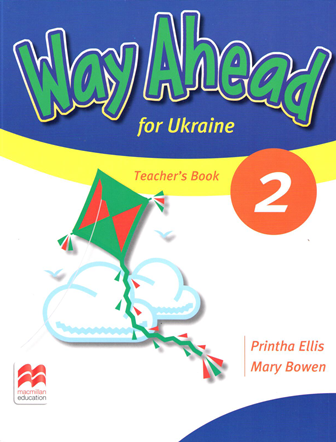 Way Ahead
for Ukraine
Teacher's Book
2
Printha Ellis
Mary Bowen
macmillan
education